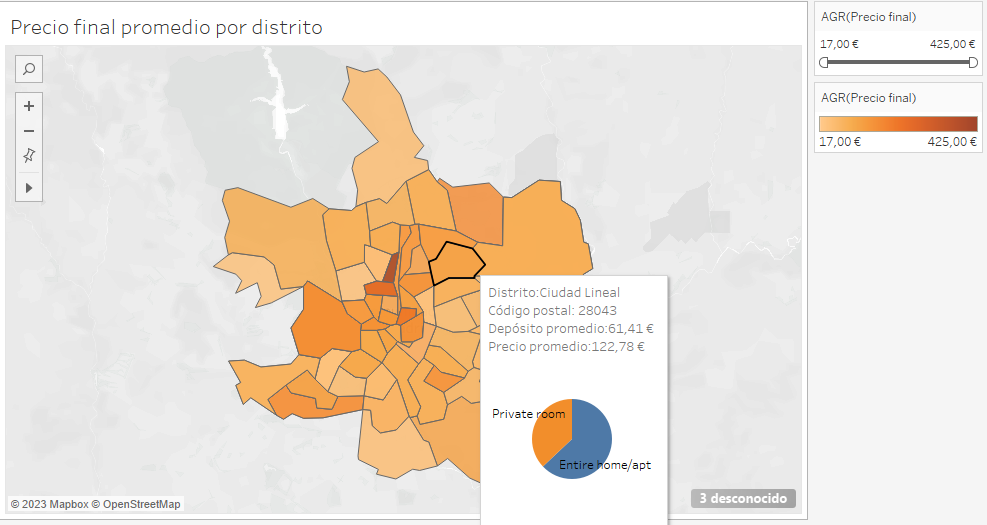 Precio final promedio por distrito
AGR(Precio final)
17,00 €
425,00 €
AGR(Precio final)
17,00 €
425,00 €
Distrito:Ciudad Lineal
Código postal: 28043
Depósito promedio:61,41 €
Precio promedio:122,78 €
Private room
Entire home/apt
3 desconocido
© 2023 Mapbox © OpenStreetMap